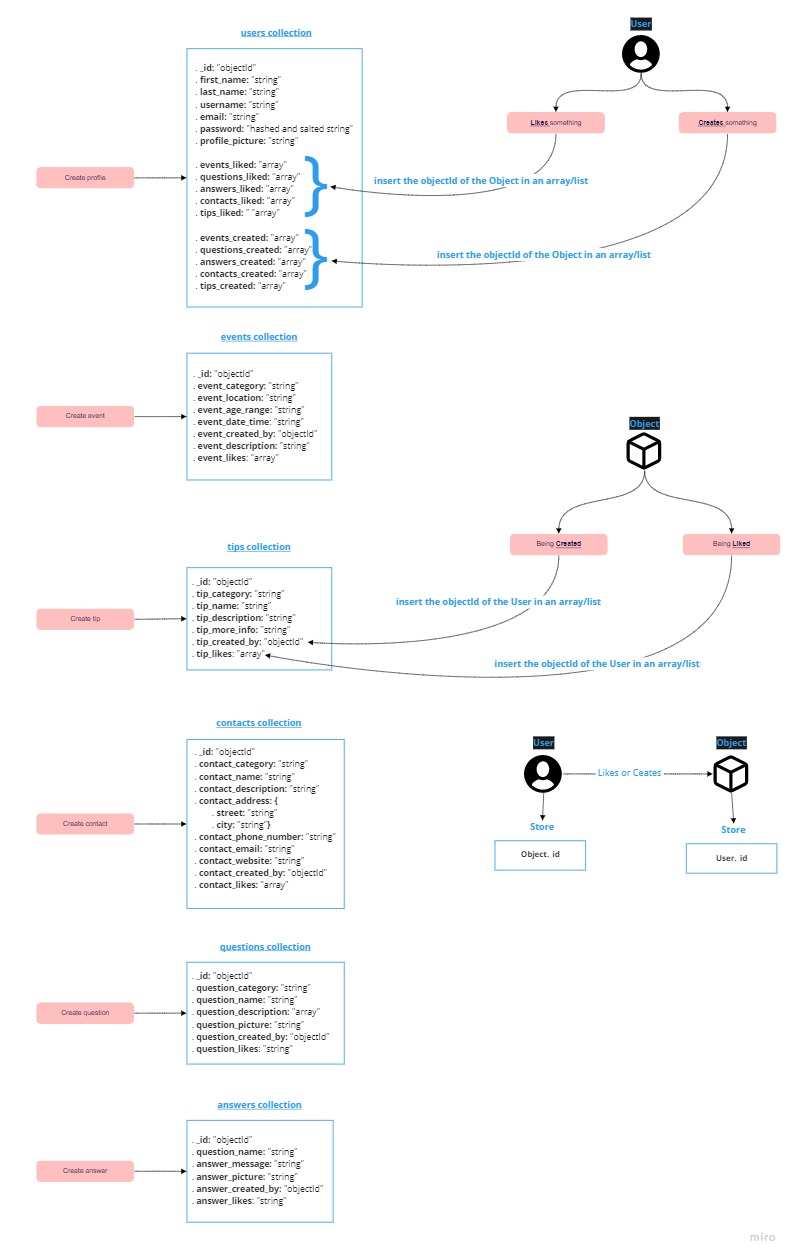 users collection
. _id: "objectId"
. first_name: "string"
. last_name: "string"
. username: "string"
. email: "string"
. password: "hashed and salted string"
. profile_picture: "string"
. events_liked: "array"
. questions_liked: "array"
. answers_liked: "array"
. contacts_liked: "array"
. tips_liked: " "array"
. events_created: "array"
. questions_created: "array"
. answers_created: "array"
. contacts_created: "array"
. tips_created: "array"
Create profile
User
Likes something
Creates something
insert the objectId of the Object in an array/list
insert the objectId of the Object in an array/list
events collection
. _id: "objectId"
. event_category: "string"
. event_location: "string"
. event_age_range: "string"
. event_date_time: "string"
. event_created_by: "objectId"
. event_description: "string"
. event_likes: "array"
Create event
Object
Being Created
Being Liked
insert the objectId of the User in an array/list
insert the objectId of the User in an array/list
tips collection
. _id: "objectId"
. tip_category: "string"
. tip_name: "string"
. tip_description: "string"
. tip_more_info: "string"
. tip_created_by: "objectId"
. tip_likes: "array"
Create tip
contacts collection
. _id: "objectId"
. contact_category: "string"
. contact_name: "string"
. contact_description: "string"
. contact_address: {
. street: "string"
. city: "string"}
. contact_phone_number: "string"
. contact_email: "string"
. contact_website: "string"
. contact_created_by: "objectId"
. contact_likes: "array"
Create contact
User
Object
Likes or Ceates
Store
Store
Object._id
User._id
questions collection
. _id: "objectId"
. question_category: "string"
. question_name: "string"
. question_description: "array"
. question_picture: "string"
. question_created_by: "objectId"
. question_likes: "string"
Create question
answers collection
. _id: "objectId"
. question_name: "string"
. answer_message: "string"
. answer_picture: "string"
. answer_created_by: "objectId"
. answer_likes: "string"
Create answer
miro